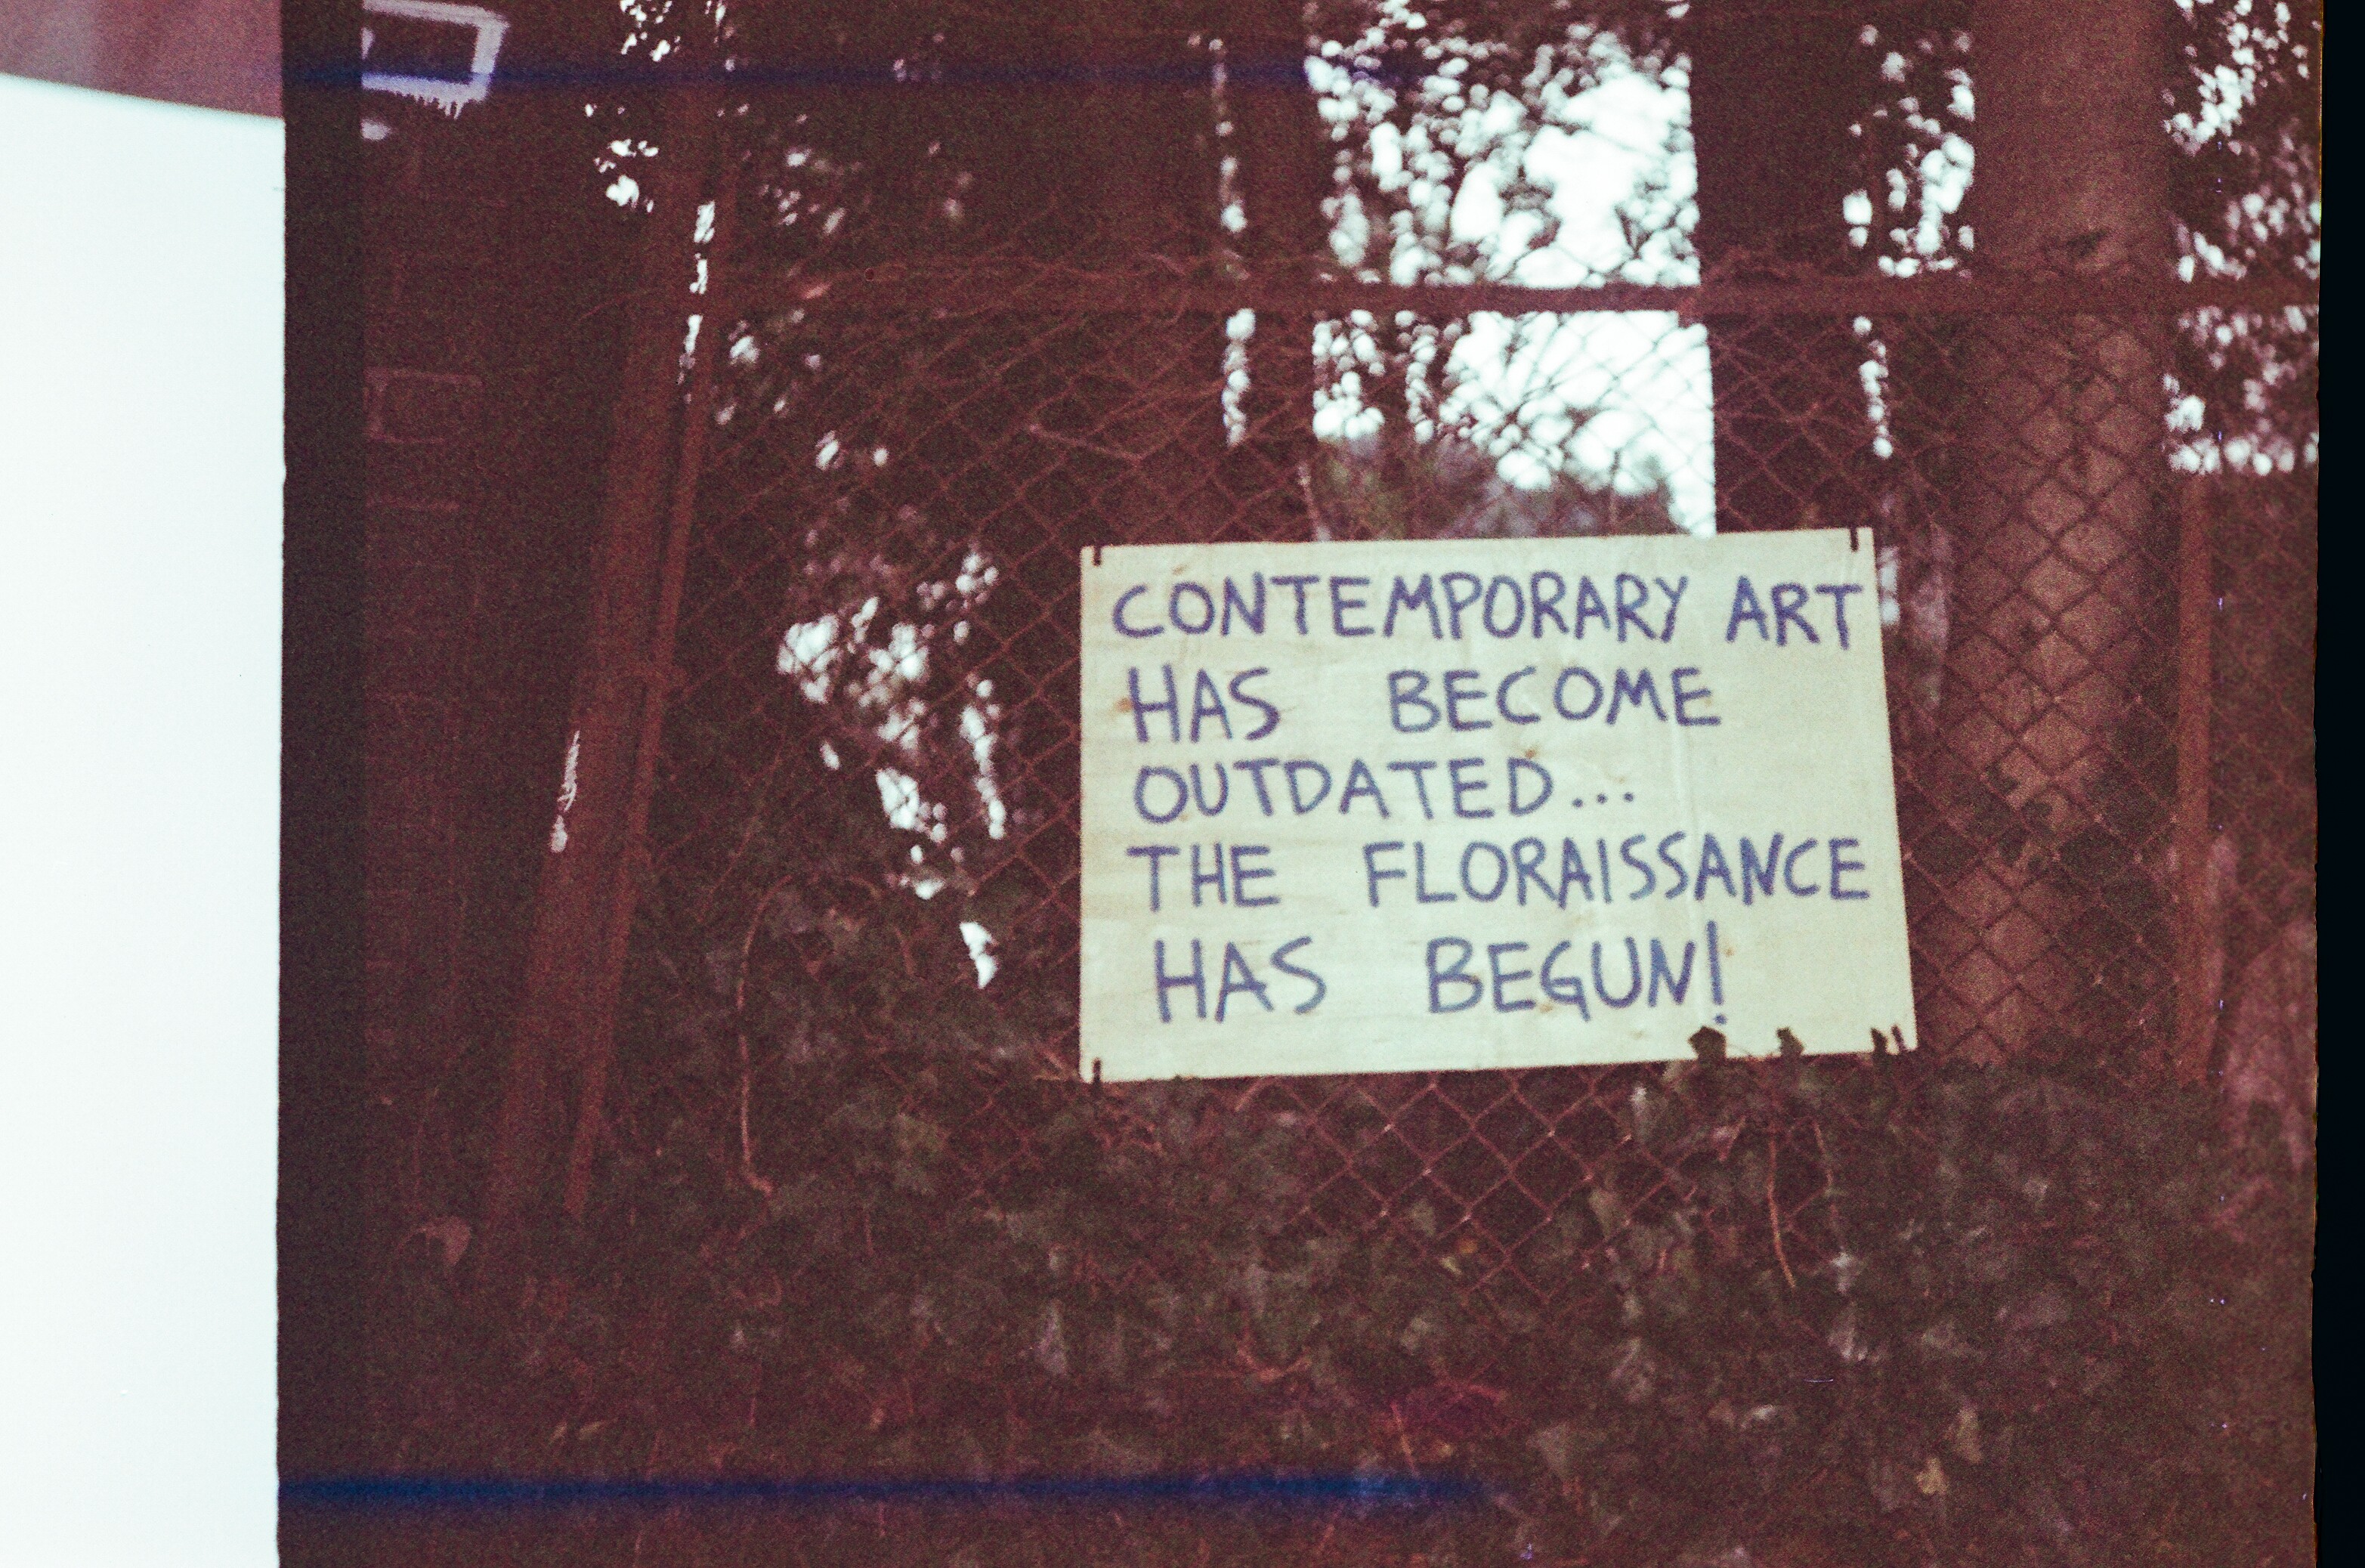 CONTEMPORARY ART
HAS BECOME
OUTDATED...
THE FLORAISSANCE
HAS BEGUN!